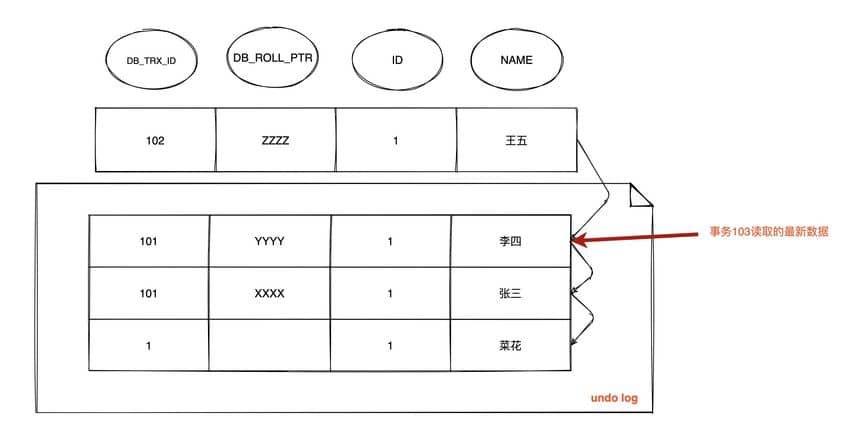 DB_TRX_ID DB_ROLL_PTR ID NAME
102 ZZZZ 1 王五
101 YYYY 1 李四
事务103读取的最新数据
101 XXXX 1 张三
1 1 菜花
undo log